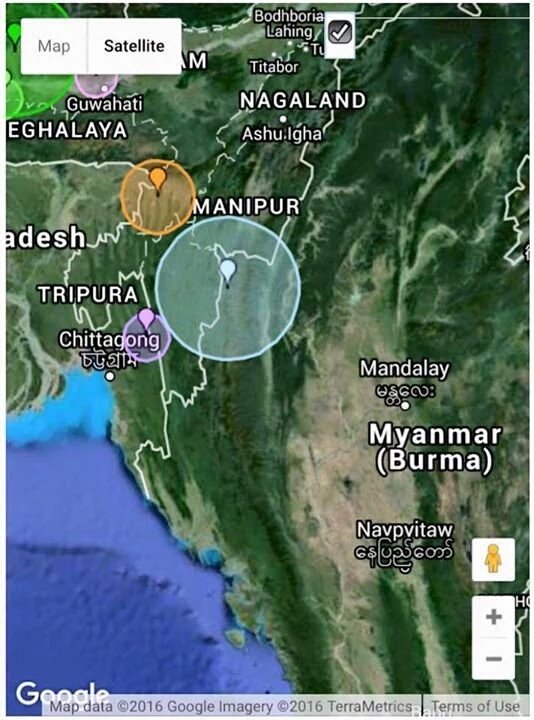 Map
Satellite
Bodhboria
Lahing
Tu
AM
Titabor
Guwahati
NAGALAND
EGHALAYA
Ashu Igha
MANIPUR
adesh
TRIPURA
Chittagong
চট্টগ্রাম
Mandalay
မန္တလေး
Myanmar
(Burma)
Naypyitaw
နေပြည်တော်
HO
+
−
Google
Map data ©2016 Google Imagery ©2016 TerraMetrics
Terms of Use